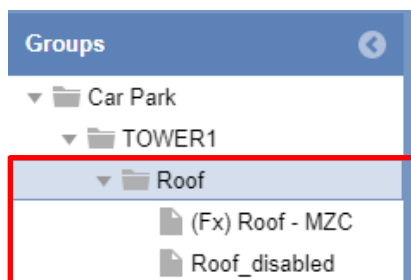 Groups
Car Park
TOWER1
Roof
(Fx) Roof - MZC
Roof_disabled